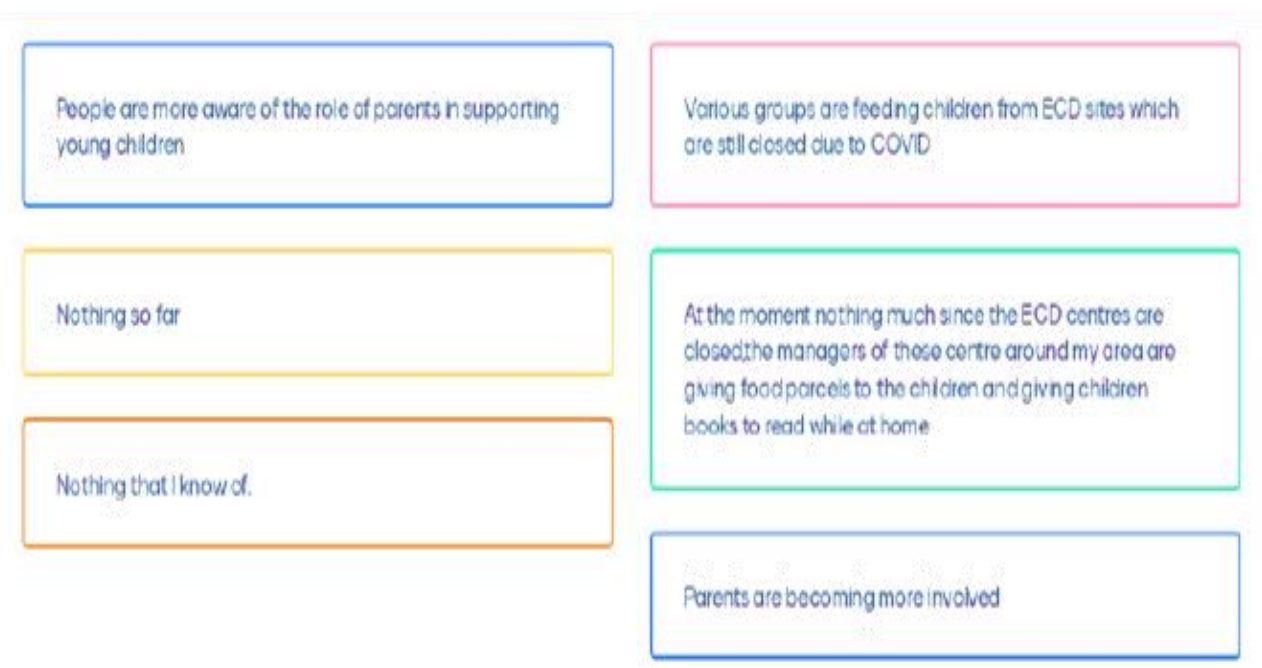 People are more aware of the role of parents in supporting
young children
Nothing so far
Nothing that I know of.
Various groups are feeding children from ECD sites which
are still closed due to COVID
At the moment nothing much since the ECD centres are
closed,the managers of these centre around my area are
giving food parcels to the children and giving children
books to read while at home
Parents are becoming more involved